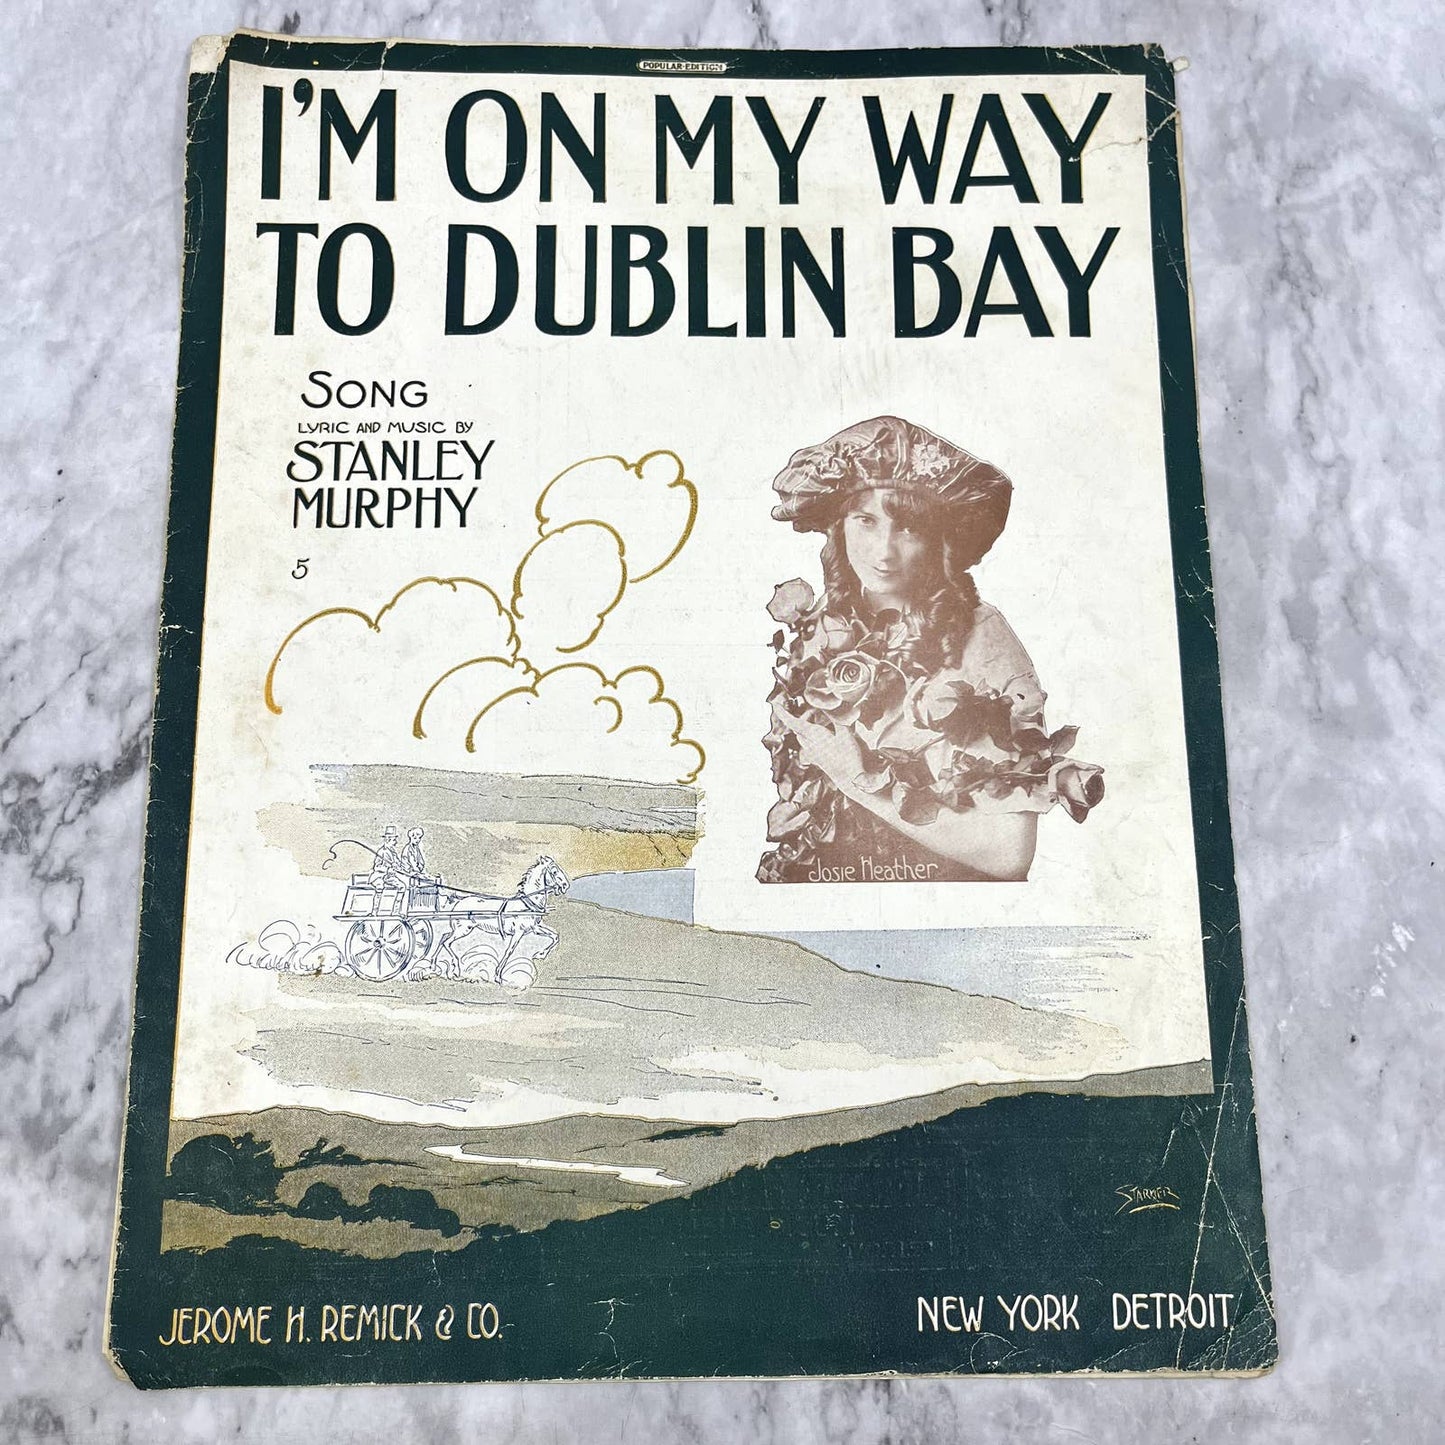 POPULAR-EDITION
I'M ON MY WAY
TO DUBLIN BAY
SONG
LYRIC AND MUSIC BY
STANLEY
MURPHY
5
Josie Heather
STARMER
JEROME H. REMICK & CO.
NEW YORK DETROIT